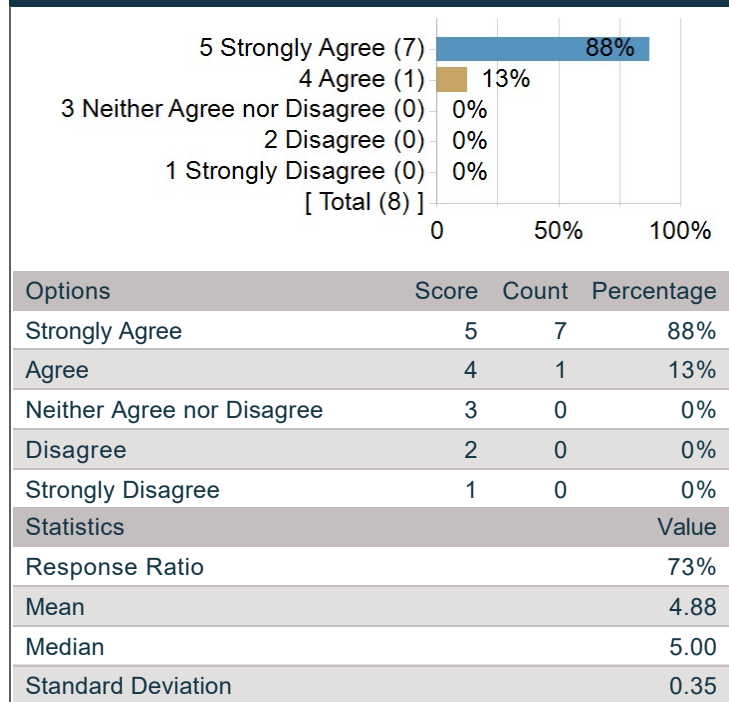 5 Strongly Agree (7) 88%
4 Agree (1) 13%
3 Neither Agree nor Disagree (0) 0%
2 Disagree (0) 0%
1 Strongly Disagree (0) 0%
[ Total (8) ]
0 50% 100%
Options Score Count Percentage
Strongly Agree 5 7 88%
Agree 4 1 13%
Neither Agree nor Disagree 3 0 0%
Disagree 2 0 0%
Strongly Disagree 1 0 0%
Statistics Value
Response Ratio 73%
Mean 4.88
Median 5.00
Standard Deviation 0.35